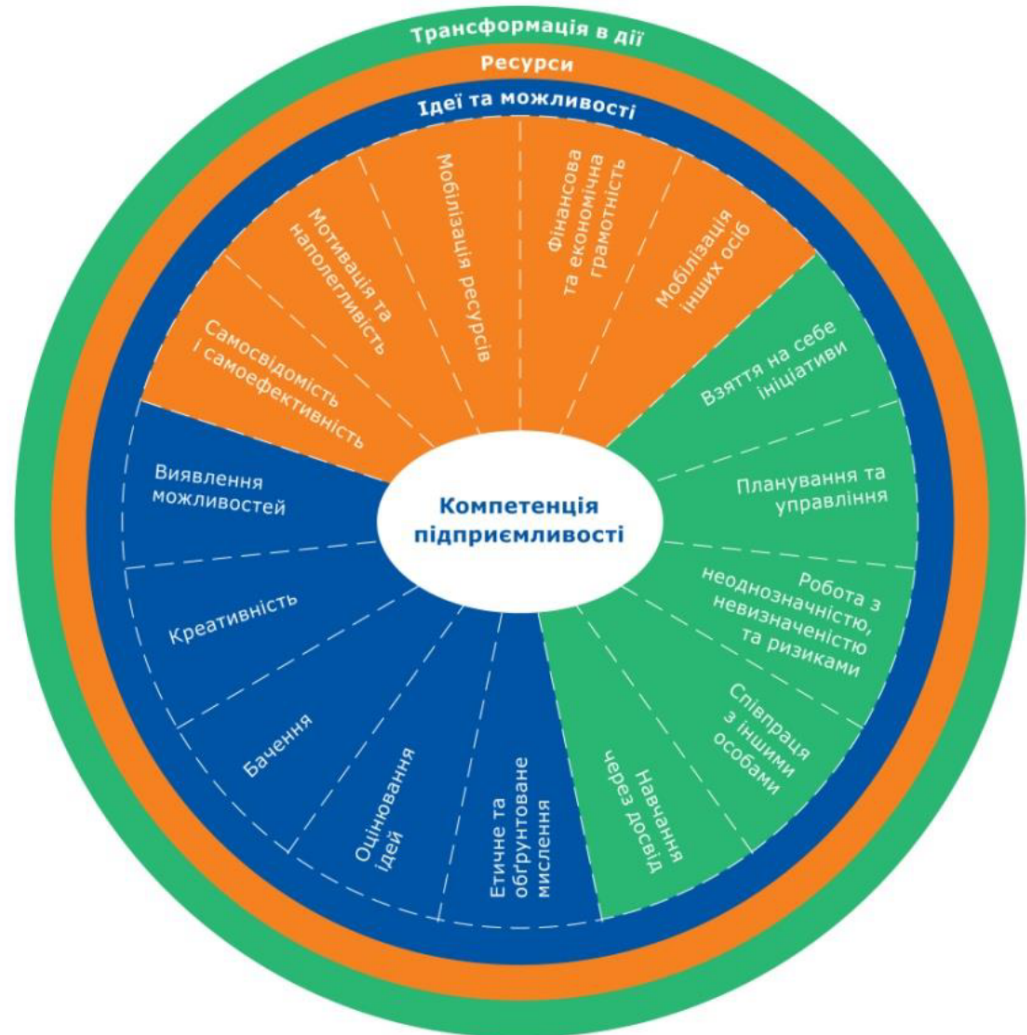 Трансформація в дії
Ресурси
Ідеї та можливості
Самосвідомість
і самоефективність
Мотивація та
наполегливість
Мобілізація ресурсів
Фінансова
та економічна
грамотність
Мобілізація
інших осіб
Взяття на себе
ініціативи
Планування та
управління
Робота з
неоднозначністю,
невизначеністю
та ризиками
Співпраця
з іншими
особами
Навчання
через досвід
Етичне та
обґрунтоване
мислення
Оцінювання
ідей
Бачення
Креативність
Виявлення
можливостей
Компетенція
підприємливості